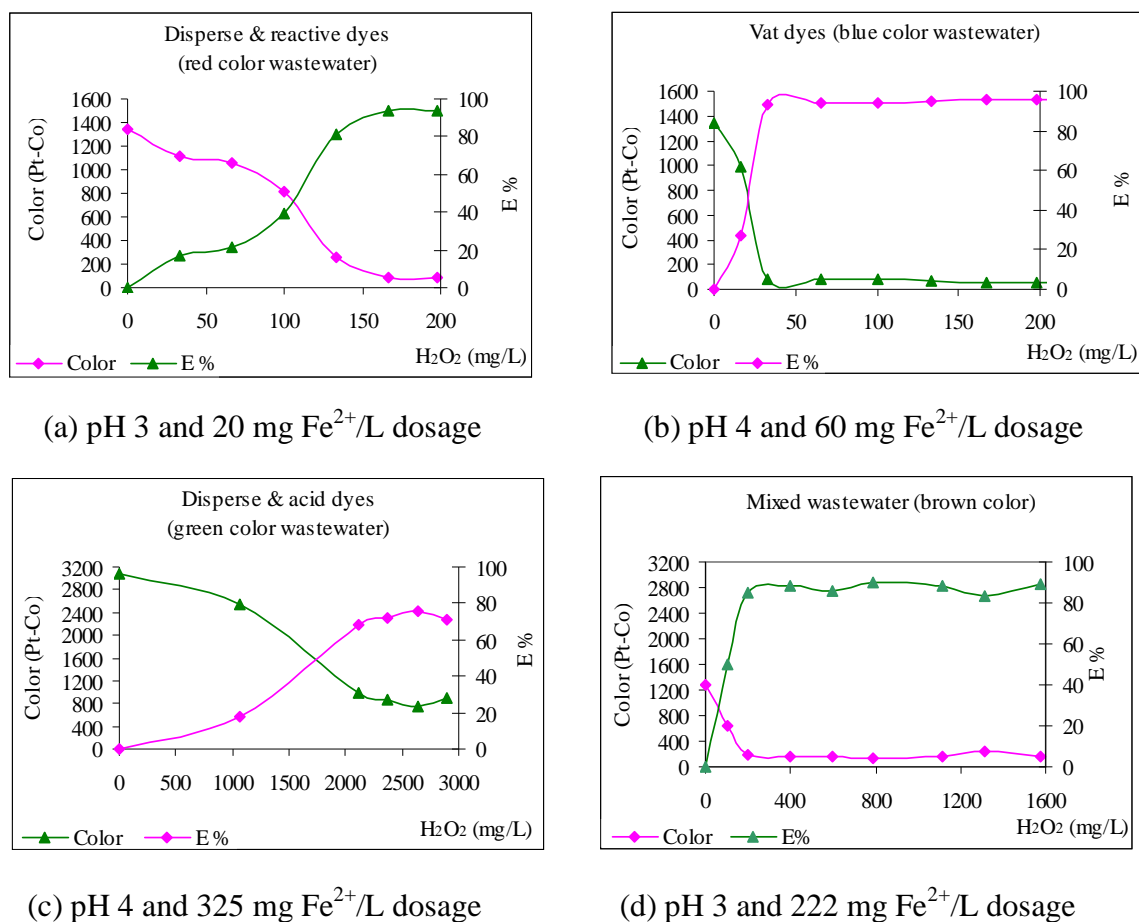 Disperse & reactive dyes
(red color wastewater)
Color (Pt-Co)
1600
1400
1200
1000
800
600
400
200
0
100
80
60
40
20
0
E %
0 50 100 150 200
H2O2 (mg/L)
Color E %
(a) pH 3 and 20 mg Fe2+/L dosage
Vat dyes (blue color wastewater)
Color (Pt-Co)
1600
1400
1200
1000
800
600
400
200
0
100
80
60
40
20
0
E %
0 50 100 150 200
H2O2 (mg/L)
Color E %
(b) pH 4 and 60 mg Fe2+/L dosage
Disperse & acid dyes
(green color wastewater)
Color (Pt-Co)
3200
2800
2400
2000
1600
1200
800
400
0
100
80
60
40
20
0
E %
0 500 1000 1500 2000 2500 3000
H2O2 (mg/L)
Color E %
(c) pH 4 and 325 mg Fe2+/L dosage
Mixed wastewater (brown color)
Color (Pt-Co)
3200
2800
2400
2000
1600
1200
800
400
0
100
80
60
40
20
0
E %
0 400 800 1200 1600
H2O2 (mg/L)
Color E%
(d) pH 3 and 222 mg Fe2+/L dosage